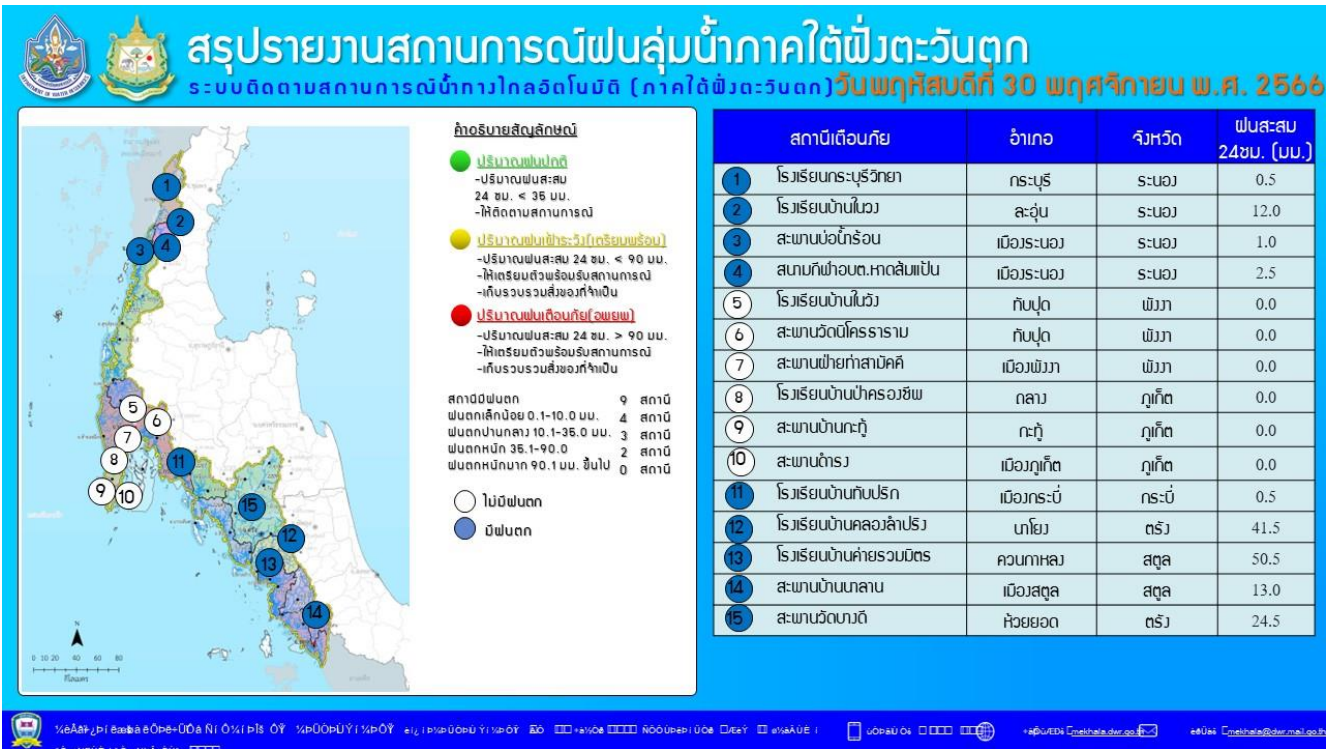 สรุปรายงานสถานการณ์ฝนลุ่มน้ำภาคใต้ฝั่งตะวันตก
ระบบติดตามสถานการณ์น้ำทางไกลอัตโนมัติ (ภาคใต้ฝั่งตะวันตก)วันพฤหัสบดีที่ 30 พฤศจิกายน พ.ศ. 2566
คำอธิบายสัญลักษณ์
ปริมาณฝนปกติ
-ปริมาณฝนสะสม
24 ชม. < 35 มม.
-ให้ติดตามสถานการณ์
ปริมาณฝนเฝ้าระวัง(เตรียมพร้อม)
-ปริมาณฝนสะสม 24 ชม. < 90 มม.
-ให้เตรียมตัวพร้อมรับสถานการณ์
-เก็บรวบรวมสิ่งของที่จำเป็น
ปริมาณฝนเตือนภัย(อพยพ)
-ปริมาณฝนสะสม 24 ชม. > 90 มม.
-ให้เตรียมตัวพร้อมรับสถานการณ์
-เก็บรวบรวมสิ่งของที่จำเป็น
สถานีมีฝนตก 9 สถานี
ฝนตกเล็กน้อย 0.1-10.0 มม. 4 สถานี
ฝนตกปานกลาง 10.1-35.0 มม. 3 สถานี
ฝนตกหนัก 35.1-90.0 2 สถานี
ฝนตกหนักมาก 90.1 มม. ขึ้นไป 0 สถานี
ไม่มีฝนตก
มีฝนตก
1
2
3 4
5
6
7
8
9 10
11
15
12
13
14
N
0 10 20 40 60 80
สถานีเตือนภัย อำเภอ จังหวัด ฝนสะสม 24ชม. (มม.)
1 โรงเรียนกระบุรีวิทยา กระบุรี ระนอง 0.5
2 โรงเรียนบ้านในวง ละอุ่น ระนอง 12.0
3 สะพานบ่อน้ำร้อน เมืองระนอง ระนอง 1.0
4 สนามกีฬาอบต.หาดส้มแป้น เมืองระนอง ระนอง 2.5
5 โรงเรียนบ้านในวัง ทับปุด พังงา 0.0
6 สะพานวัดนิโครธาราม ทับปุด พังงา 0.0
7 สะพานฝ่ายท่าสามัคคี เมืองพังงา พังงา 0.0
8 โรงเรียนบ้านป่าครองชีพ ถลาง ภูเก็ต 0.0
9 สะพานบ้านกะทู้ กะทู้ ภูเก็ต 0.0
10 สะพานดำรง เมืองภูเก็ต ภูเก็ต 0.0
11 โรงเรียนบ้านทับปริก เมืองกระบี่ กระบี่ 0.5
12 โรงเรียนบ้านคลองลำปริง นาโยง ตรัง 41.5
13 โรงเรียนบ้านค่ายรวมมิตร ควนกาหลง สตูล 50.5
14 สะพานบ้านนาลาน เมืองสตูล สตูล 13.0
15 สะพานวัดบางดี ห้วยยอด ตรัง 24.5
mekhala.dwr.go.th
mekhala@dwr.mail.go.th